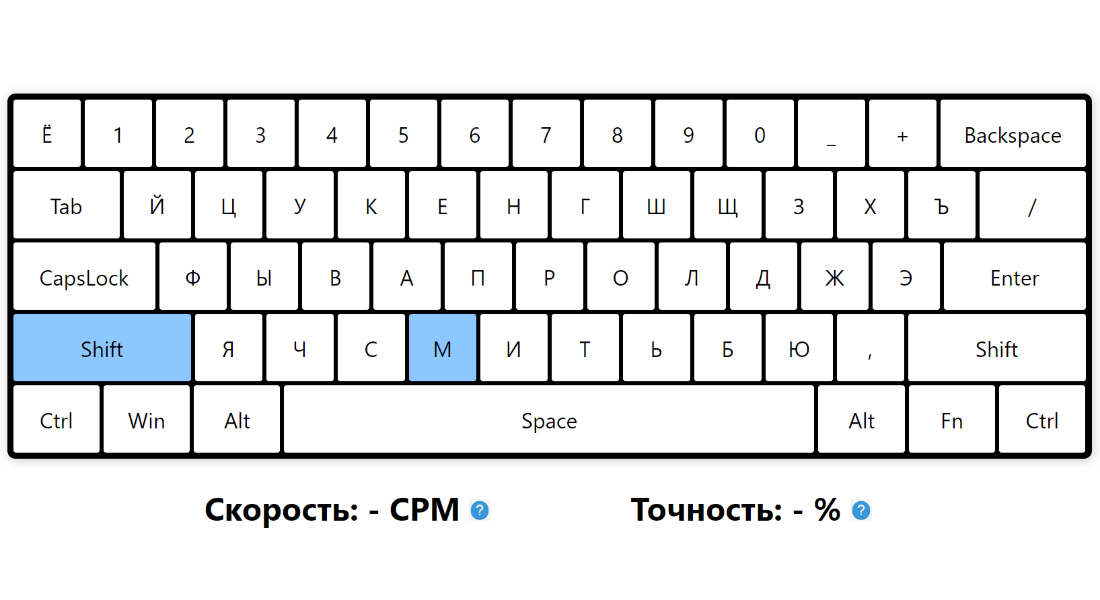 Ё 1 2 3 4 5 6 7 8 9 0 _ + Backspace
Tab Й Ц У К Е Н Г Ш Щ З Х Ъ /
CapsLock Ф Ы В А П Р О Л Д Ж Э Enter
Shift Я Ч С М И Т Ь Б Ю , Shift
Ctrl Win Alt Space Alt Fn Ctrl
Скорость: - CPM ? Точность: - % ?